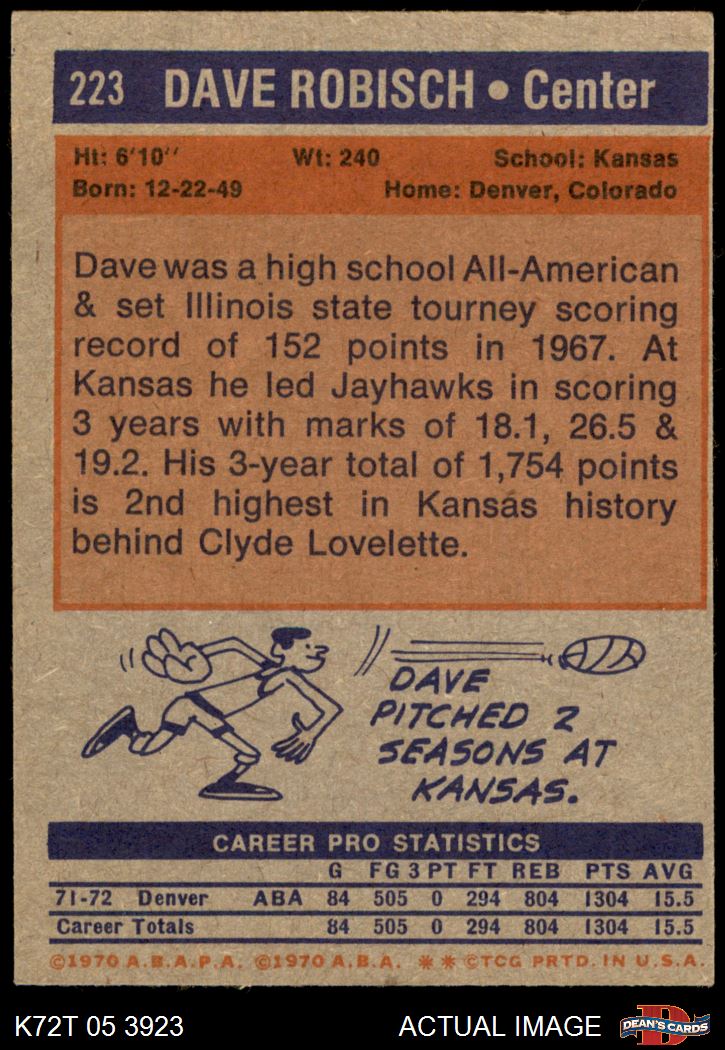 223 DAVE ROBISCH • Center
Ht: 6'10'' Wt: 240 School: Kansas
Born: 12-22-49 Home: Denver, Colorado
Dave was a high school All-American
& set Illinois state tourney scoring
record of 152 points in 1967. At
Kansas he led Jayhawks in scoring
3 years with marks of 18.1, 26.5 &
19.2. His 3-year total of 1,754 points
is 2nd highest in Kansas history
behind Clyde Lovelette.
DAVE
PITCHED 2
SEASONS AT
KANSAS.
CAREER PRO STATISTICS
G FG 3 PT FT REB PTS AVG
71-72 Denver ABA 84 505 0 294 804 1304 15.5
Career Totals 84 505 0 294 804 1304 15.5
©1970 A.B.A.P.A. ©1970 A.B.A. ** ©TCG PRTD. IN U.S.A.
K72T 05 3923 ACTUAL IMAGE D DEAN'S CARDS